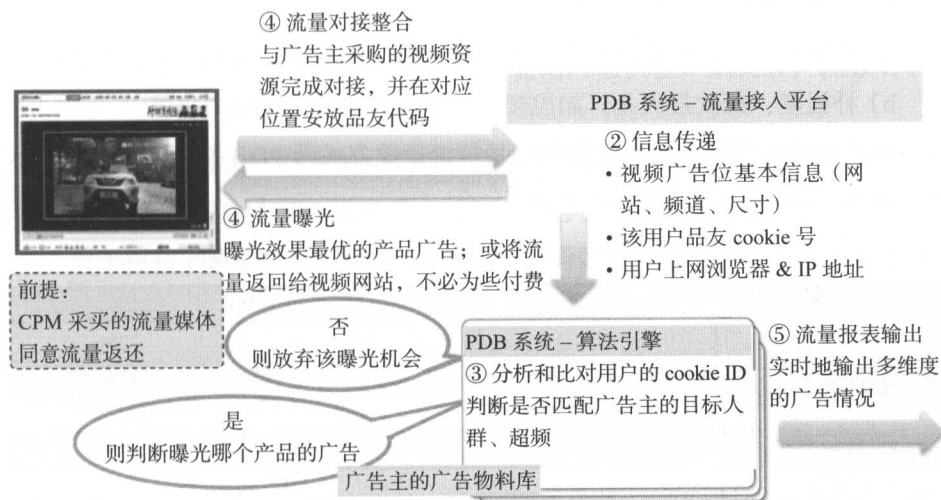 ④ 流量对接整合
与广告主采购的视频资
源完成对接，并在对应
位置安放品友代码
PDB 系统 – 流量接入平台
② 信息传递
• 视频广告位基本信息（网
站、频道、尺寸）
• 该用户品友 cookie 号
• 用户上网浏览器 & IP 地址
④ 流量曝光
曝光效果最优的产品广告；或将流
量返回给视频网站，不必为些付费
前提：
CPM 采买的流量媒体
同意流量返还
否
则放弃该曝光机会
PDB 系统 – 算法引擎
③ 分析和比对用户的 cookie ID
判断是否匹配广告主的目标人
群、超频
⑤ 流量报表输出
实时地输出多维度
的广告情况
是
则判断曝光哪个产品的广告
广告主的广告物料库